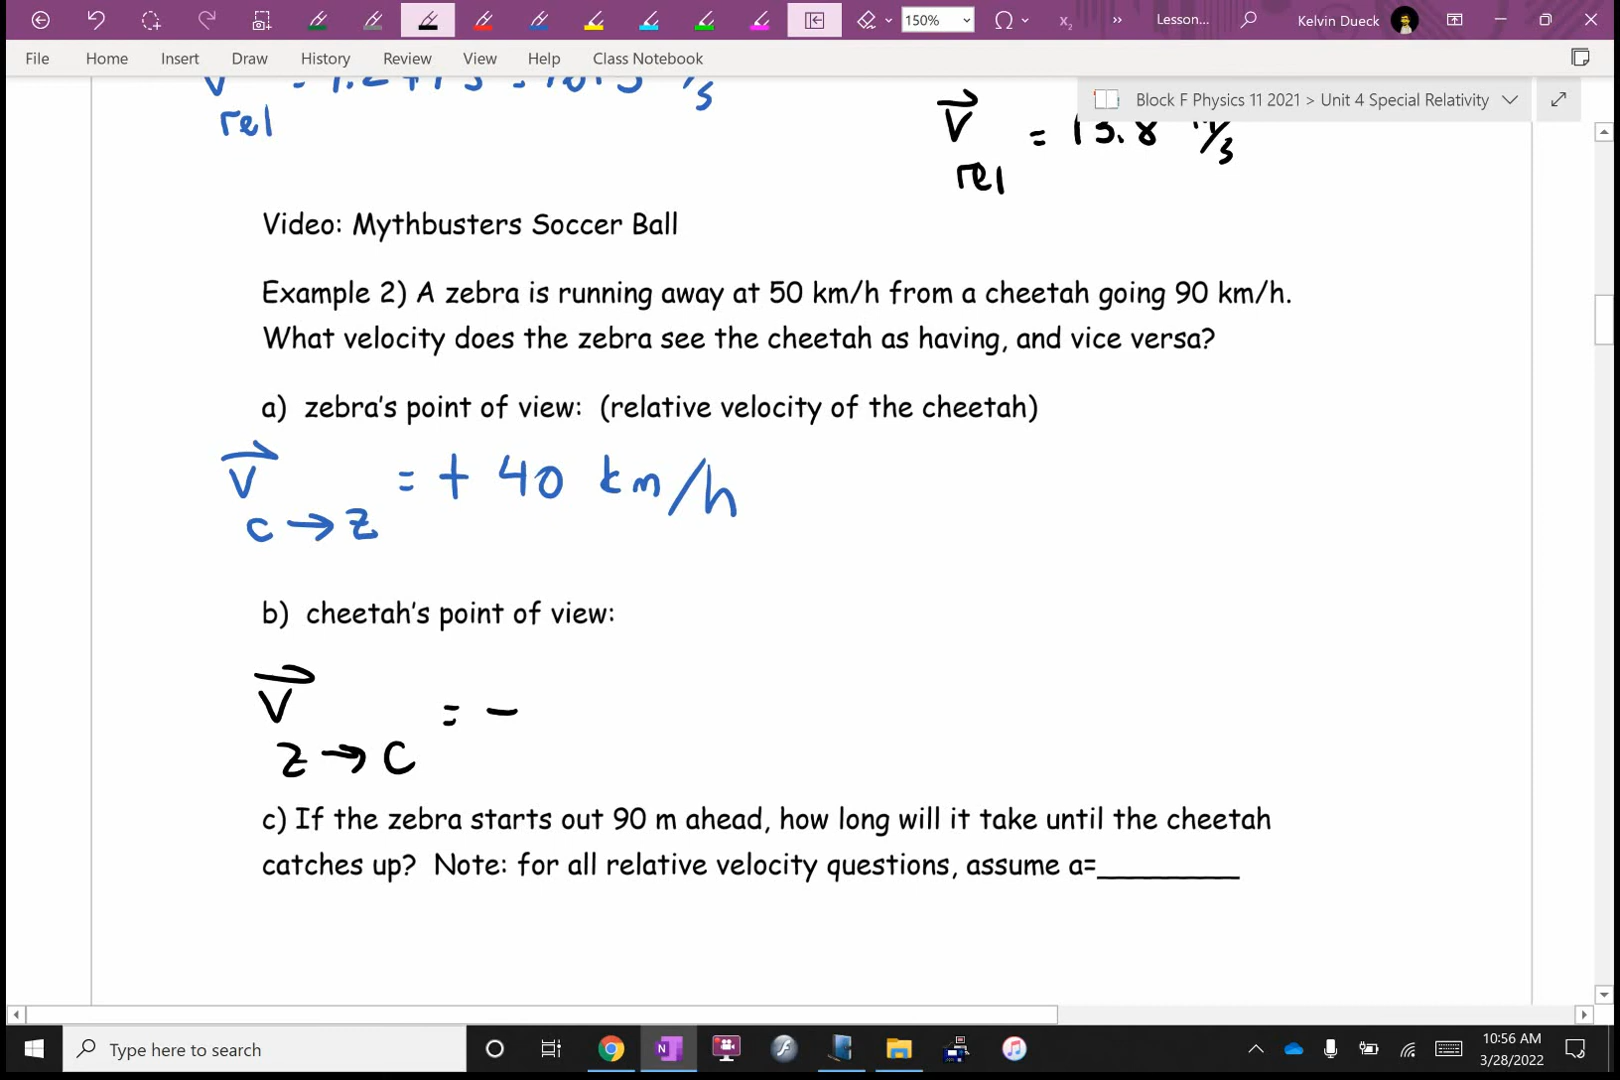 150%
Lesson...
Kelvin Dueck
File Home Insert Draw History Review View Help Class Notebook
Block F Physics 11 2021 > Unit 4 Special Relativity
rel
V = 13.8 m/s
rel
Video: Mythbusters Soccer Ball
Example 2) A zebra is running away at 50 km/h from a cheetah going 90 km/h.
What velocity does the zebra see the cheetah as having, and vice versa?
a) zebra's point of view: (relative velocity of the cheetah)
V = + 40 km/h
c → z
b) cheetah's point of view:
V = -
z → c
c) If the zebra starts out 90 m ahead, how long will it take until the cheetah
catches up? Note: for all relative velocity questions, assume a=_________
Type here to search
10:56 AM
3/28/2022